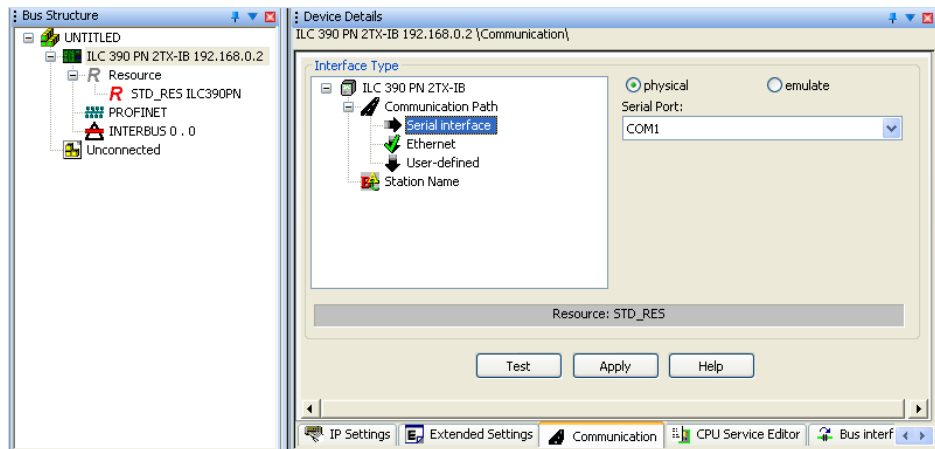 Bus Structure
UNTITLED
ILC 390 PN 2TX-IB 192.168.0.2
R Resource
R STD_RES ILC390PN
PROFINET
INTERBUS 0 . 0
Unconnected
Device Details
ILC 390 PN 2TX-IB 192.168.0.2 \Communication\
Interface Type
ILC 390 PN 2TX-IB
Communication Path
Serial interface
Ethernet
User-defined
Station Name
physical
emulate
Serial Port:
COM1
Resource: STD_RES
Test
Apply
Help
IP Settings
Extended Settings
Communication
CPU Service Editor
Bus interf